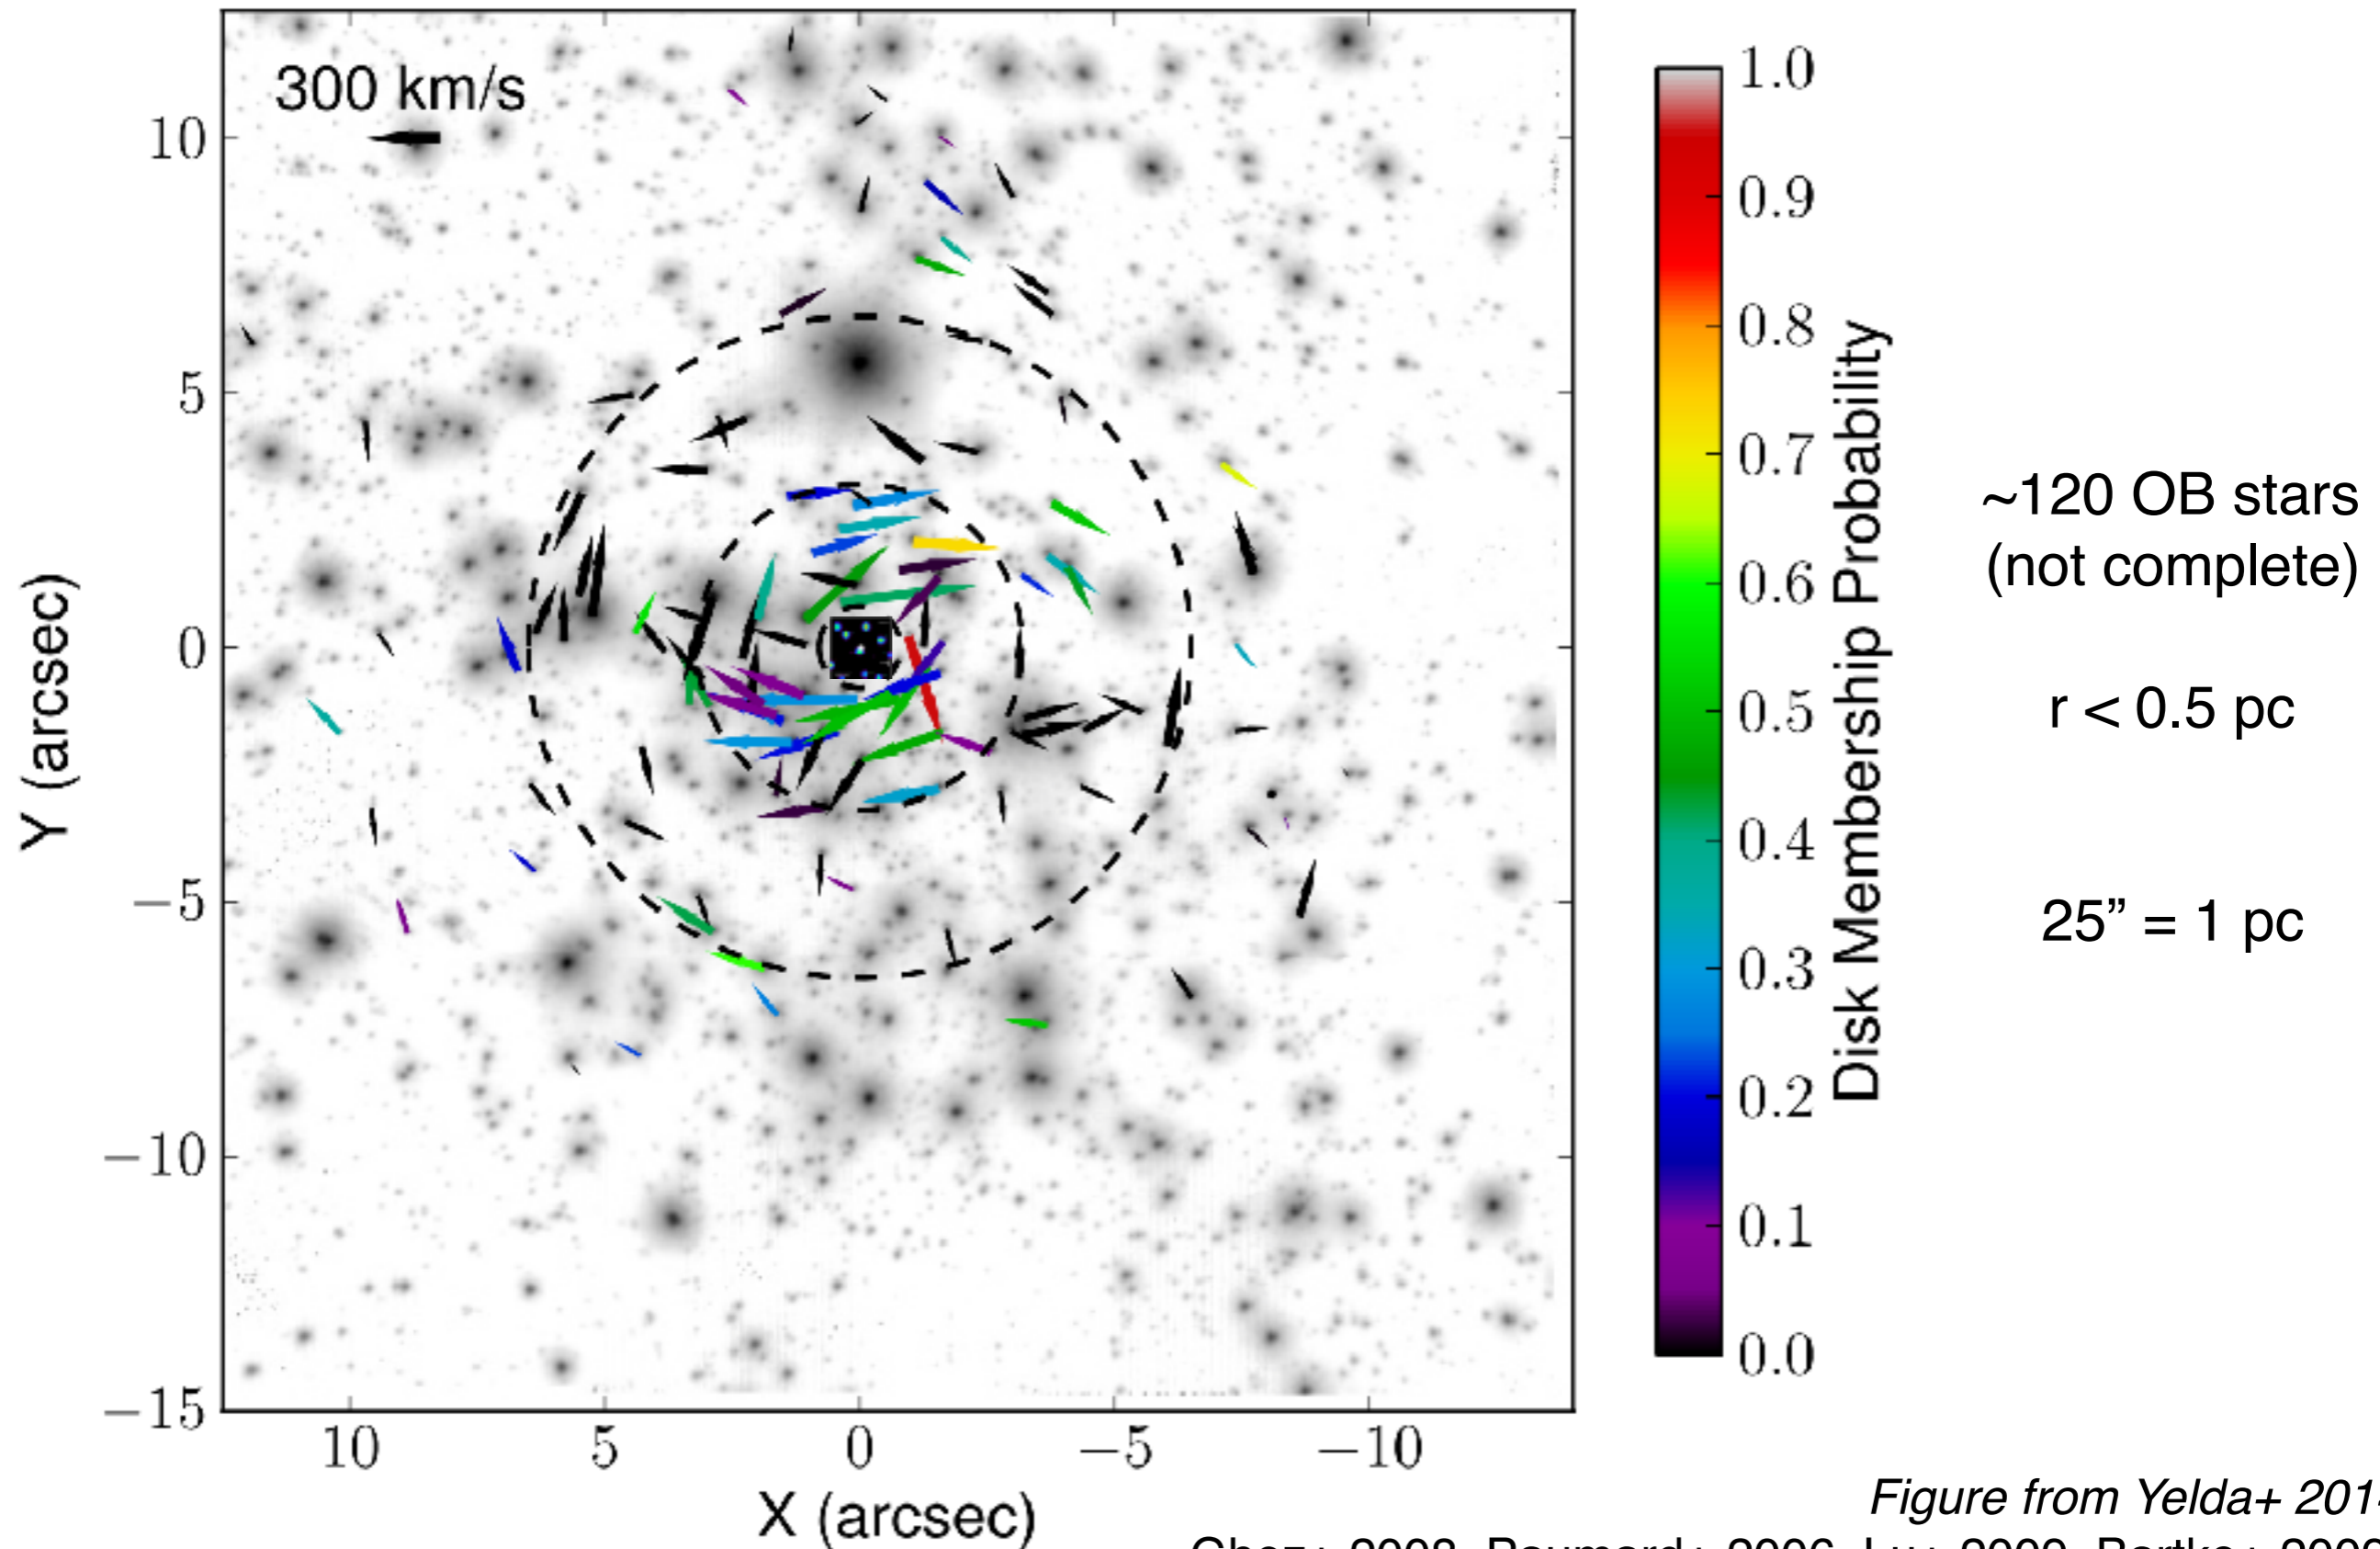 300 km/s
10
5
0
−5
−10
−15
10
5
0
−5
−10
X (arcsec)
Y (arcsec)
1.0
0.9
0.8
0.7
0.6
0.5
0.4
0.3
0.2
0.1
0.0
Disk Membership Probability
~120 OB stars
(not complete)
r < 0.5 pc
25” = 1 pc
Figure from Yelda+